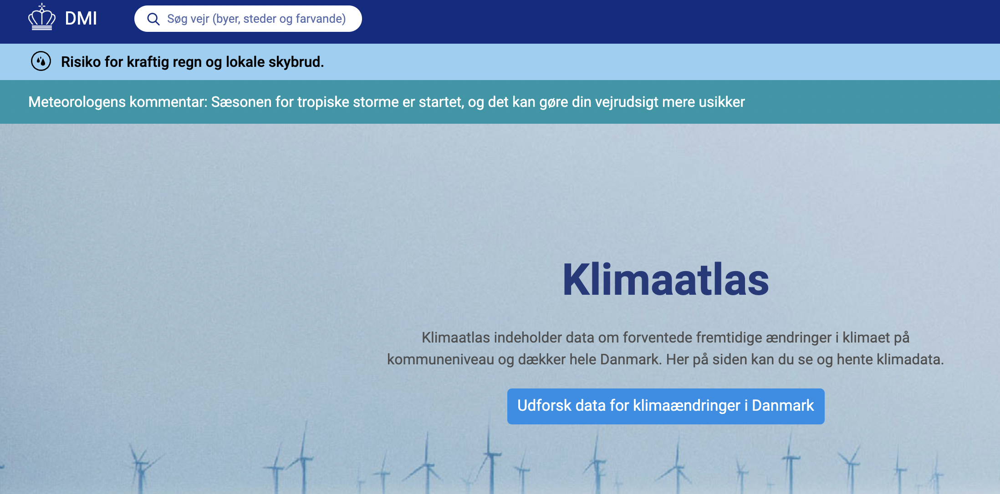 DMI
Søg vejr (byer, steder og farvande)
Risiko for kraftig regn og lokale skybrud.
Meteorologens kommentar: Sæsonen for tropiske storme er startet, og det kan gøre din vejrudsigt mere usikker
Klimaatlas
Klimaatlas indeholder data om forventede fremtidige ændringer i klimaet på
kommuneniveau og dækker hele Danmark. Her på siden kan du se og hente klimadata.
Udforsk data for klimaændringer i Danmark